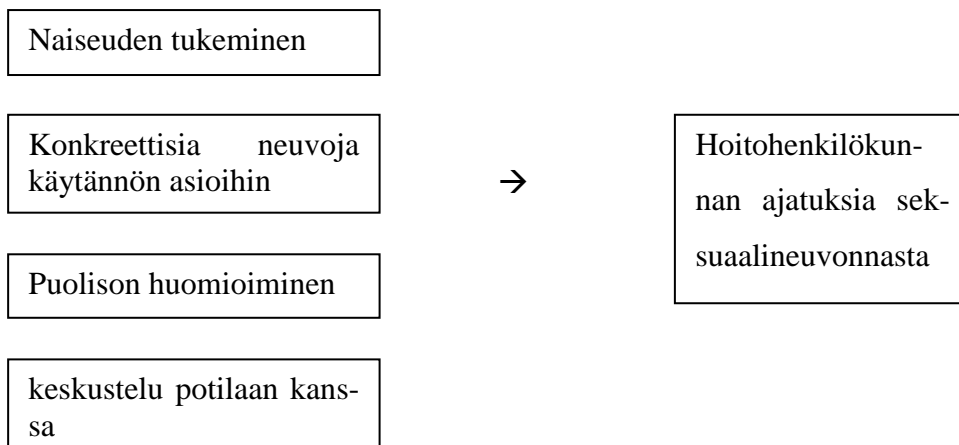 Naiseuden tukeminen
Konkreettisia neuvoja
käytännön asioihin
→
Hoitohenkilökun-
nan ajatuksia sek-
suaalineuvonnasta
Puolison huomioiminen
keskustelu potilaan kans-
sa